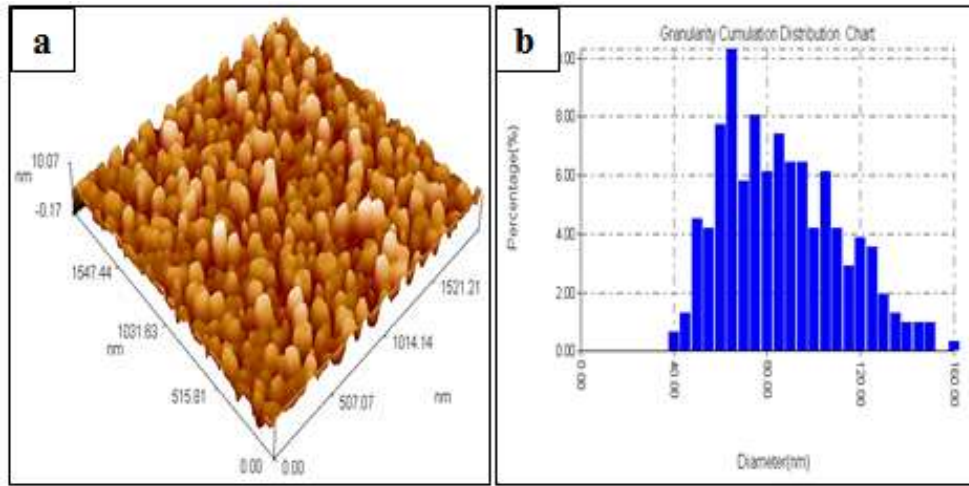 a
10.07
nm
-0.17
1547.44
1031.63
nm
515.81
0.00
0.00
507.07
nm
1014.14
1521.21
b
Granularity Cumulation Distribution Chart
Percentage(%)
8.00
6.00
4.00
2.00
0.00
0.00
40.00
80.00
120.00
160.00
Diameter(nm)